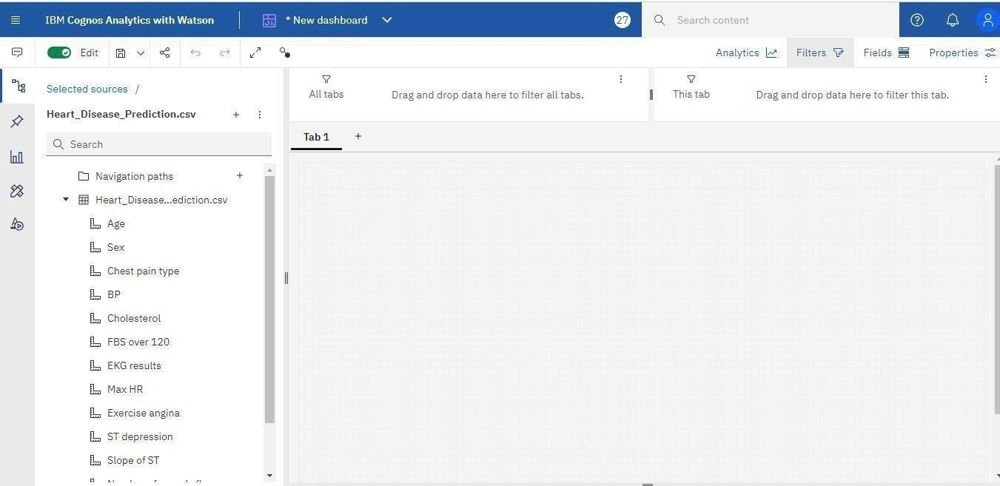 IBM Cognos Analytics with Watson
* New dashboard
27
Search content
Edit
Analytics
Filters
Fields
Properties
Selected sources /
Heart_Disease_Prediction.csv
Search
Navigation paths
Heart_Disease...ediction.csv
Age
Sex
Chest pain type
BP
Cholesterol
FBS over 120
EKG results
Max HR
Exercise angina
ST depression
Slope of ST
All tabs
Drag and drop data here to filter all tabs.
This tab
Drag and drop data here to filter this tab.
Tab 1